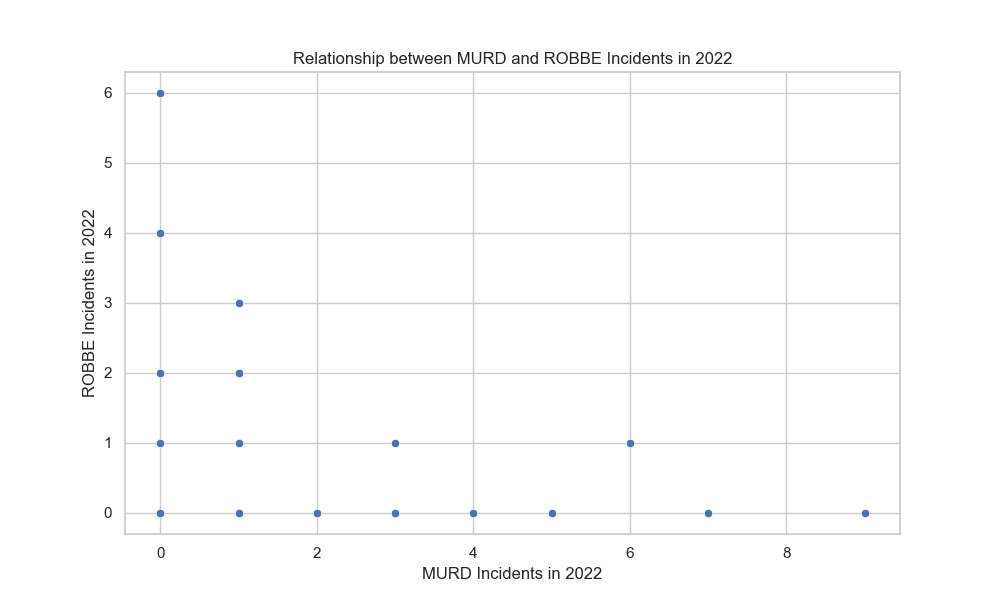 Relationship between MURD and ROBBE Incidents in 2022
ROBBE Incidents in 2022
6
5
4
3
2
1
0
0 2 4 6 8
MURD Incidents in 2022